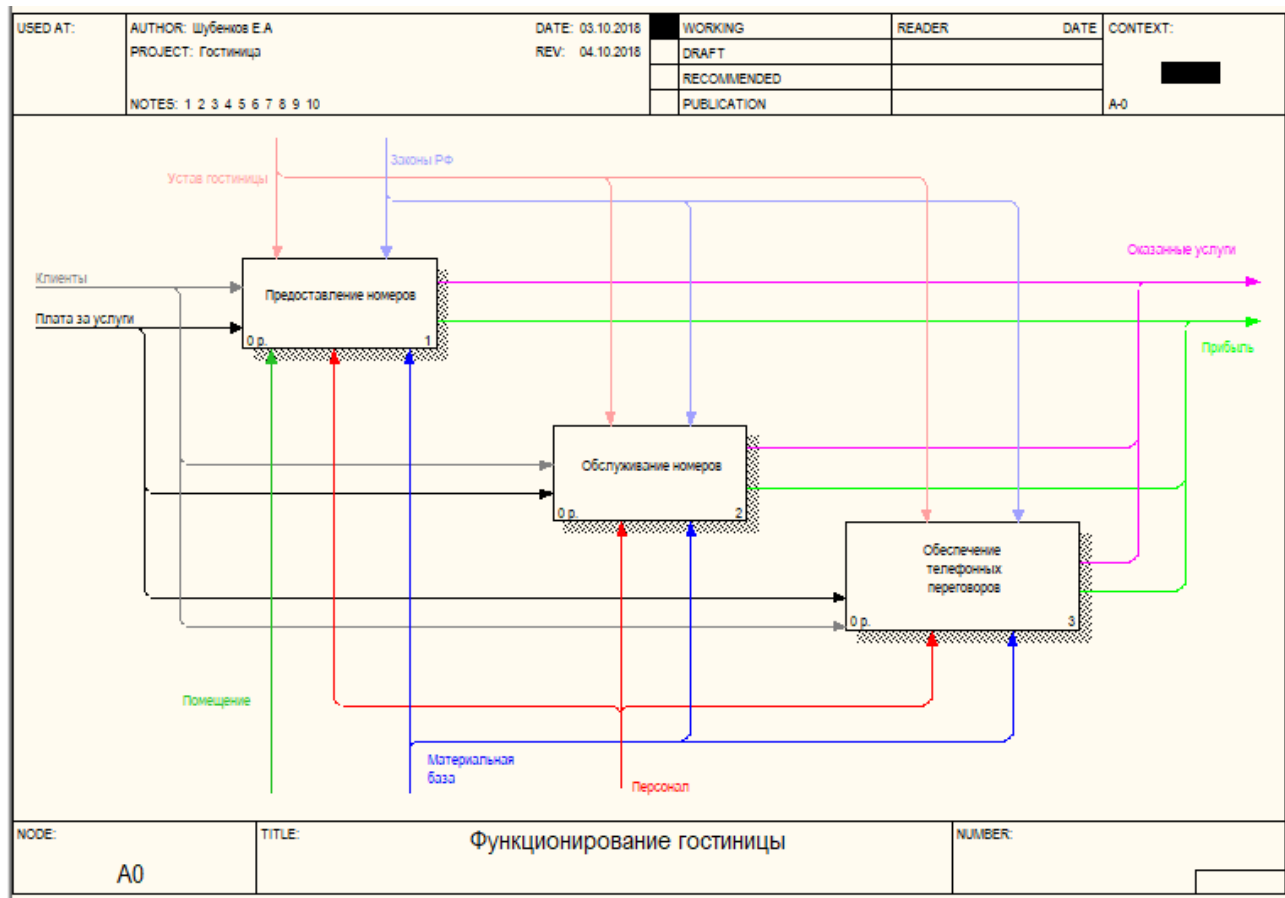 USED AT:
AUTHOR: Шубенков Е.А
DATE: 03.10.2018
PROJECT: Гостиница
REV: 04.10.2018
NOTES: 1 2 3 4 5 6 7 8 9 10
WORKING
DRAFT
RECOMMENDED
PUBLICATION
READER
DATE
CONTEXT:
A-0
Законы РФ
Устав гостиницы
Оказанные услуги
Клиенты
Предоставление номеров
0 р.
1
Плата за услуги
Прибыль
Обслуживание номеров
0 р.
2
Обеспечение
телефонных
переговоров
0 р.
3
Помещение
Материальная
база
Персонал
NODE:
A0
TITLE:
Функционирование гостиницы
NUMBER: